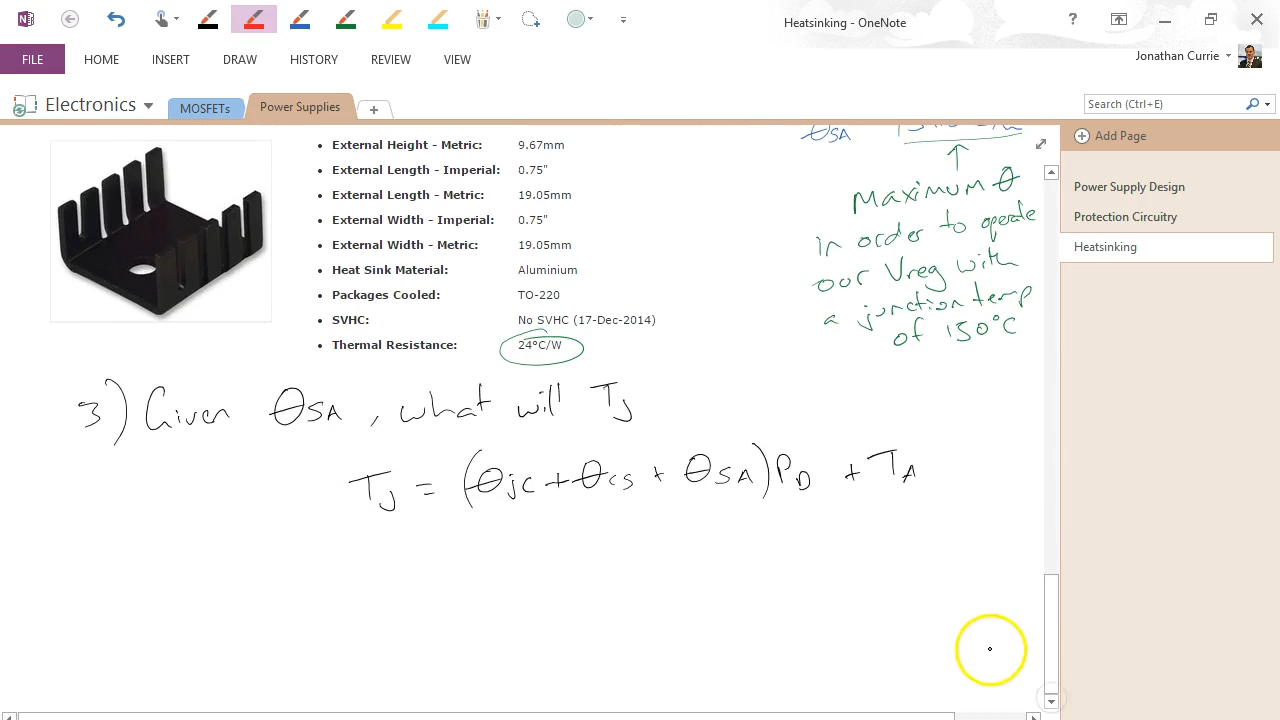 Heatsinking - OneNote
Jonathan Currie
FILE HOME INSERT DRAW HISTORY REVIEW VIEW
Electronics MOSFETs Power Supplies
Search (Ctrl+E)
Add Page
Power Supply Design
Protection Circuitry
Heatsinking
External Height - Metric: 9.67mm
External Length - Imperial: 0.75"
External Length - Metric: 19.05mm
External Width - Imperial: 0.75"
External Width - Metric: 19.05mm
Heat Sink Material: Aluminium
Packages Cooled: TO-220
SVHC: No SVHC (17-Dec-2014)
Thermal Resistance: 24°C/W
θSA
Maximum θ
in order to operate
our Vreg with
a junction temp
of 150°C
3) Given θSA, what will TJ
TJ = (θjc + θcs + θSA)PD + TA